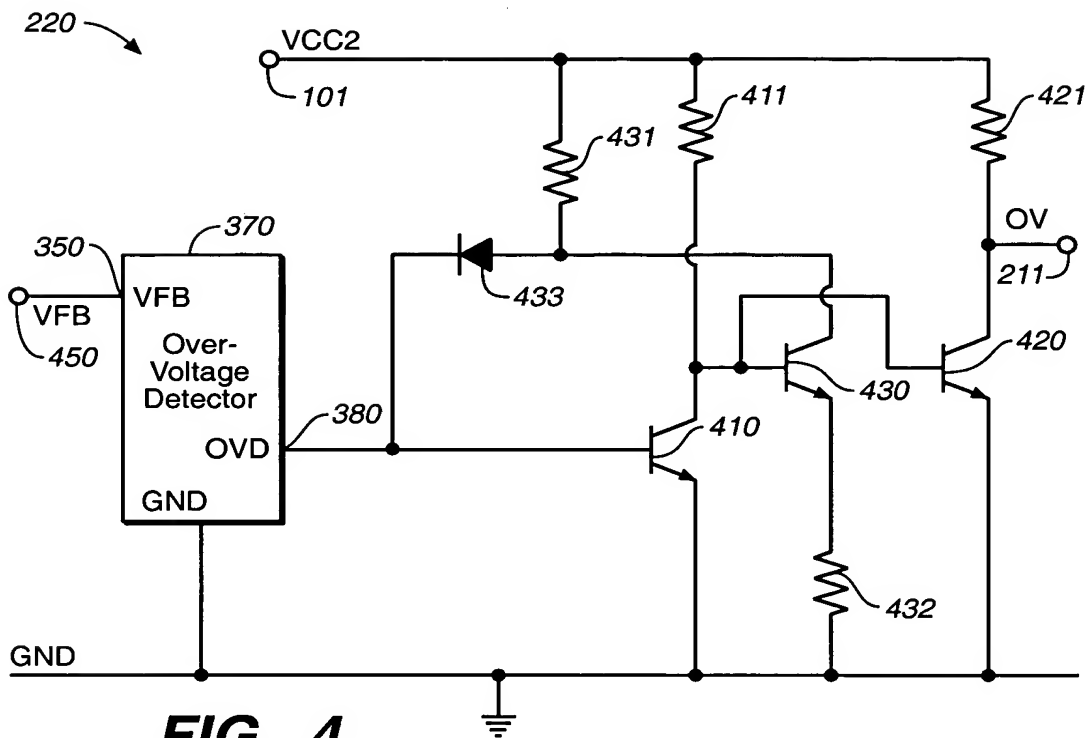 220
VCC2
101
431
411
421
OV
211
370
350
VFB
VFB
450
433
Over-
Voltage
Detector
430
420
380
OVD
410
GND
432
GND
FIG._4